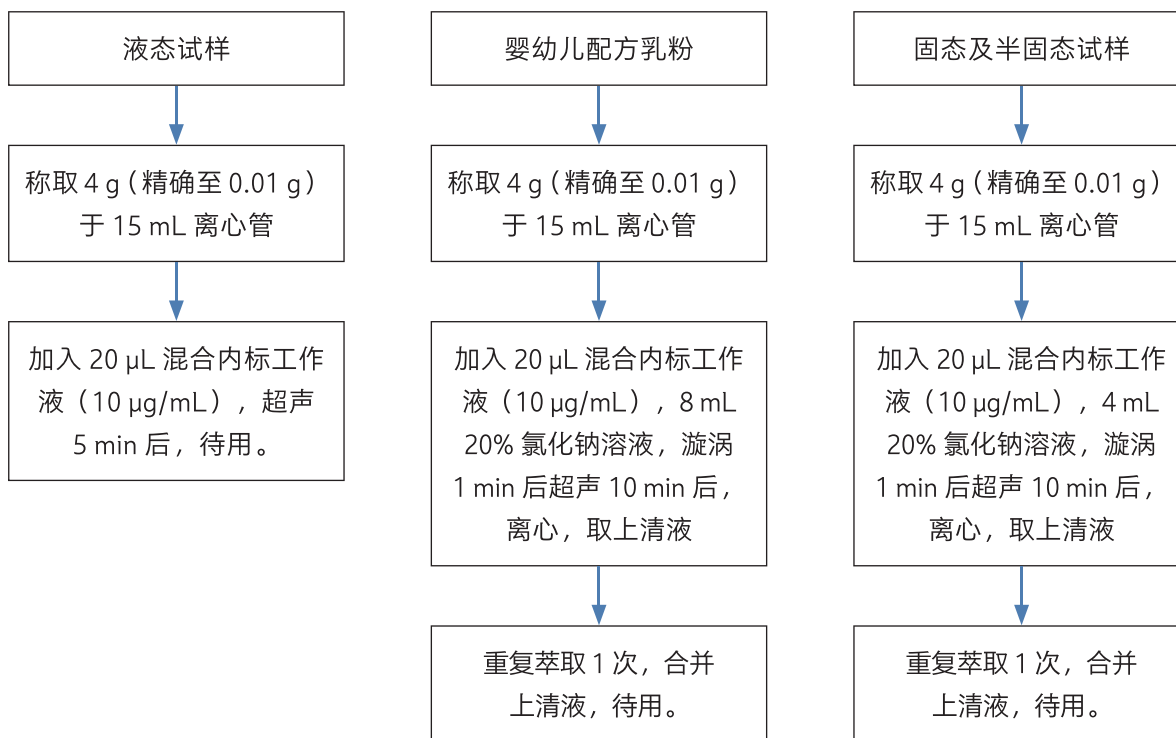 液态试样
称取 4 g（精确至 0.01 g）
于 15 mL 离心管
加入 20 μL 混合内标工作
液（10 μg/mL），超声
5 min 后，待用。
婴幼儿配方乳粉
称取 4 g（精确至 0.01 g）
于 15 mL 离心管
加入 20 μL 混合内标工作
液（10 μg/mL），8 mL
20% 氯化钠溶液，漩涡
1 min 后超声 10 min 后，
离心，取上清液
重复萃取 1 次，合并
上清液，待用。
固态及半固态试样
称取 4 g（精确至 0.01 g）
于 15 mL 离心管
加入 20 μL 混合内标工作
液（10 μg/mL），4 mL
20% 氯化钠溶液，漩涡
1 min 后超声 10 min 后，
离心，取上清液
重复萃取 1 次，合并
上清液，待用。